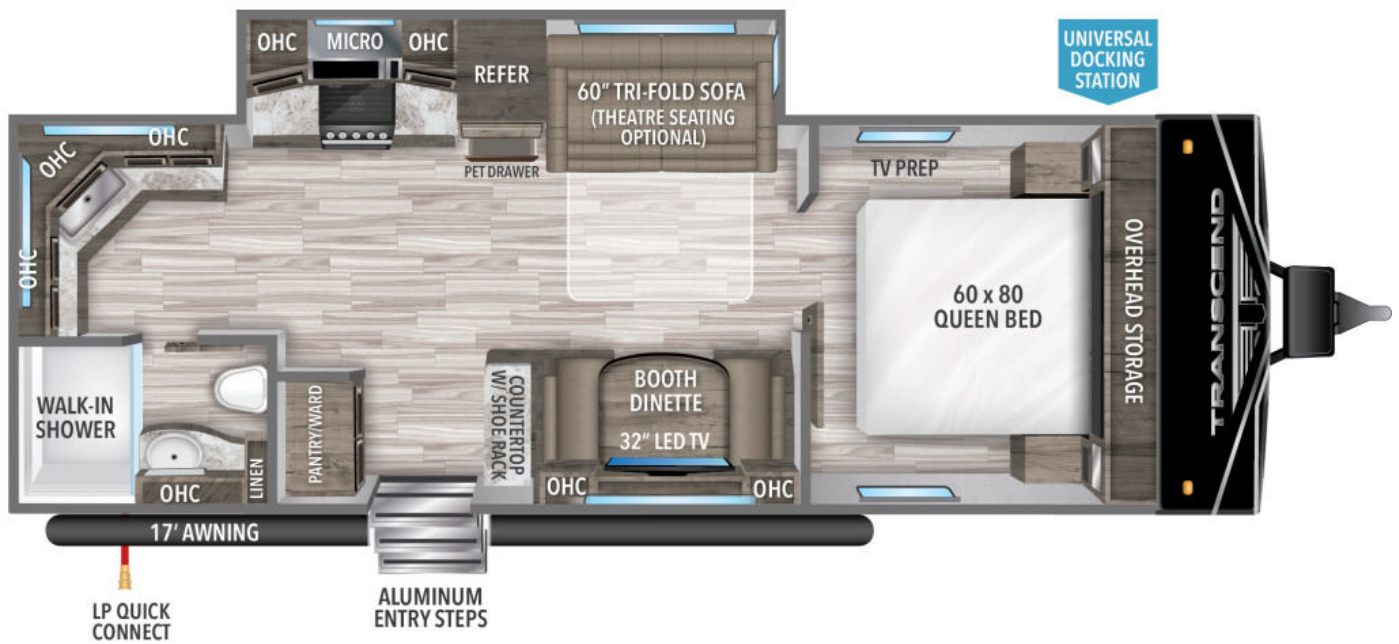 OHC
MICRO
OHC
REFER
60" TRI-FOLD SOFA
(THEATRE SEATING
OPTIONAL)
UNIVERSAL
DOCKING
STATION
OHC
OHC
OHC
PET DRAWER
TV PREP
OVERHEAD STORAGE
TRANSCEND
60 x 80
QUEEN BED
WALK-IN
SHOWER
OHC
LINEN
PANTRY/WARD
COUNTERTOP
W/ SHOE RACK
BOOTH
DINETTE
32" LED TV
OHC
OHC
17' AWNING
LP QUICK
CONNECT
ALUMINUM
ENTRY STEPS